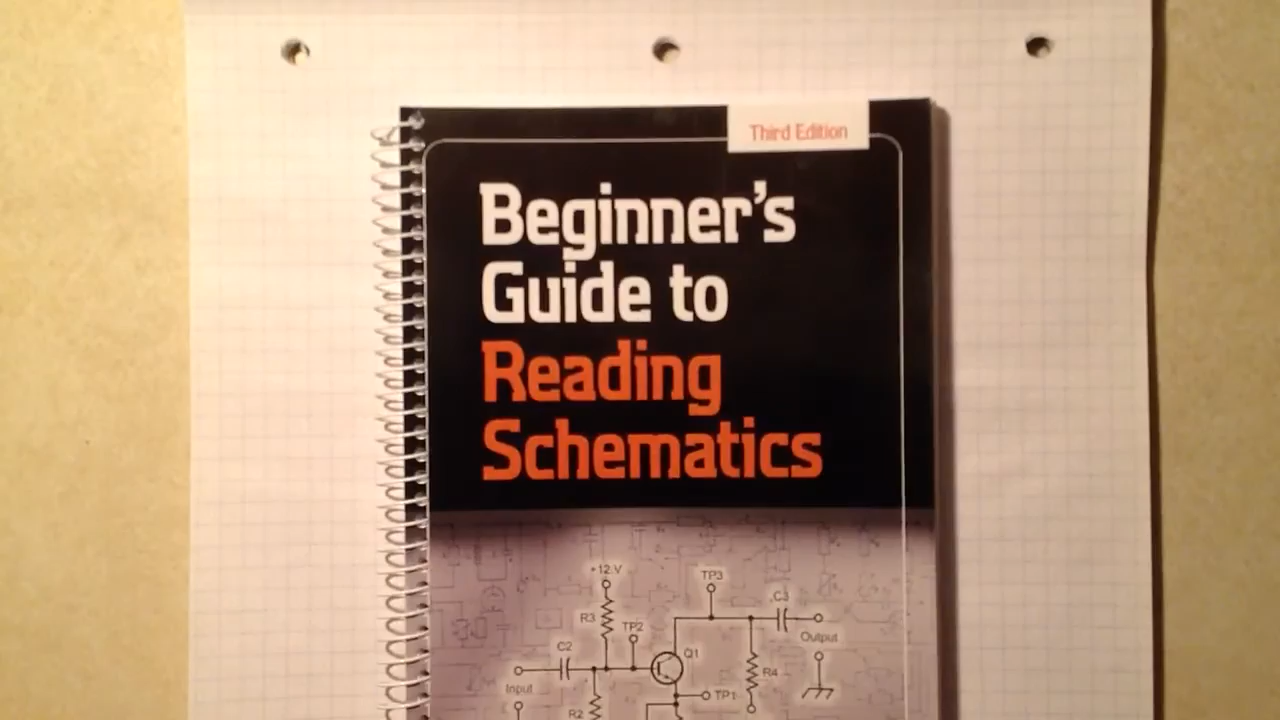 Third Edition
Beginner's
Guide to
Reading
Schematics
+12 V
TP3
C3
R3
TP2
Output
C2
Q1
R4
Input
TP1
R2